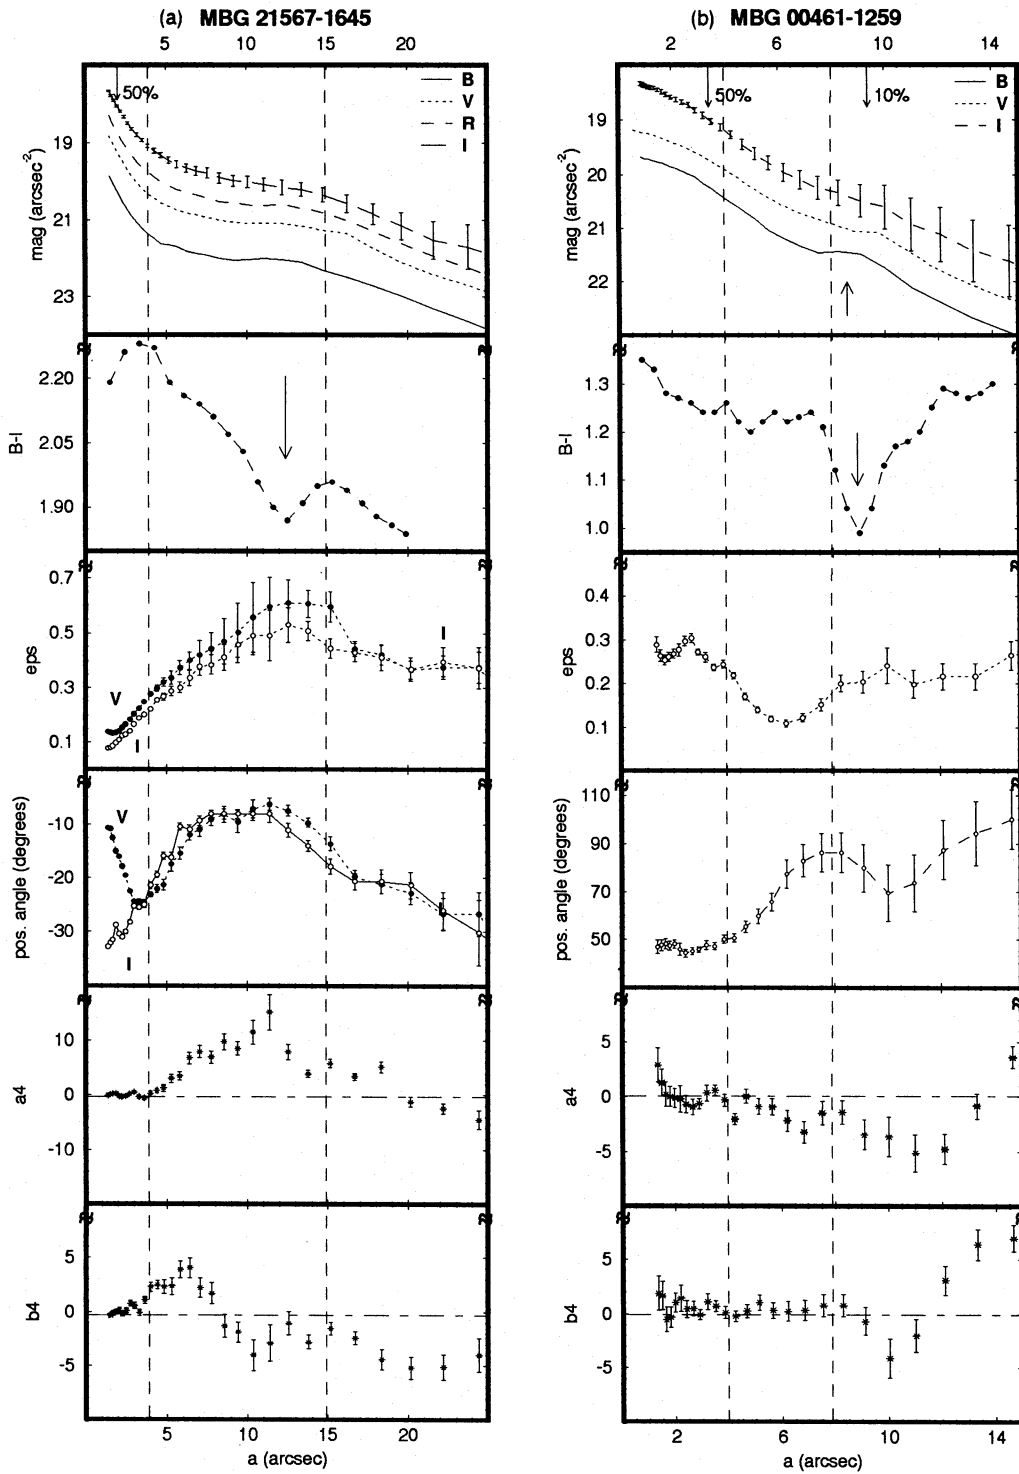 (a) MBG 21567-1645
5 10 15 20
50%
B
V
R
I
19
21
23
mag (arcsec-2)
2.20
2.05
1.90
B-I
0.7
0.5
0.3
0.1
eps
V
I
I
-10
-20
-30
pos. angle (degrees)
V
I
I
10
0
-10
a4
5
0
-5
b4
5 10 15 20
a (arcsec)
(b) MBG 00461-1259
2 6 10 14
50%
10%
B
V
I
19
20
21
22
mag (arcsec-2)
1.3
1.2
1.1
1.0
B-I
0.4
0.3
0.2
0.1
eps
110
90
70
50
pos. angle (degrees)
5
0
-5
a4
5
0
-5
b4
2 6 10 14
a (arcsec)